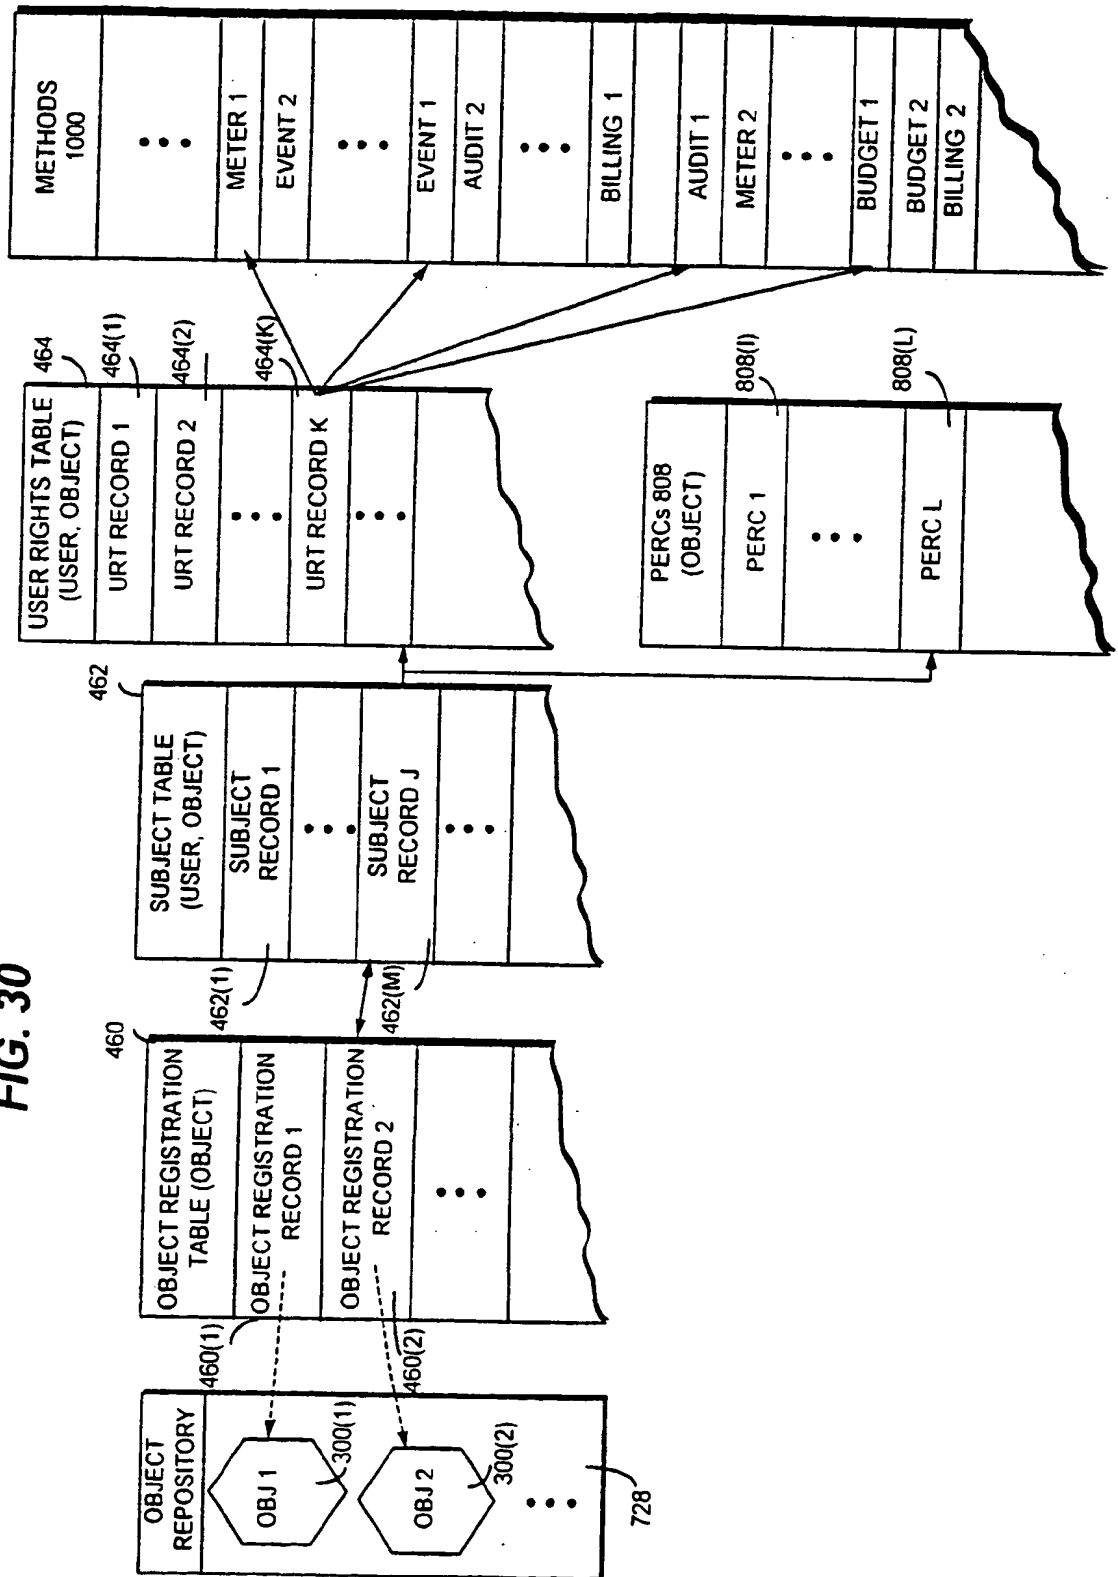 FIG. 30
OBJECT
REPOSITORY
OBJ 1
300(1)
OBJ 2
300(2)
728
460
OBJECT REGISTRATION
TABLE (OBJECT)
460(1)
OBJECT REGISTRATION
RECORD 1
OBJECT REGISTRATION
RECORD 2
460(2)
462
SUBJECT TABLE
(USER, OBJECT)
462(1)
SUBJECT
RECORD 1
SUBJECT
RECORD J
462(M)
464
USER RIGHTS TABLE
(USER, OBJECT)
464(1)
URT RECORD 1
464(2)
URT RECORD 2
464(K)
URT RECORD K
PERCs 808
(OBJECT)
808(I)
PERC 1
808(L)
PERC L
METHODS
1000
METER 1
EVENT 2
EVENT 1
AUDIT 2
BILLING 1
AUDIT 1
METER 2
BUDGET 1
BUDGET 2
BILLING 2